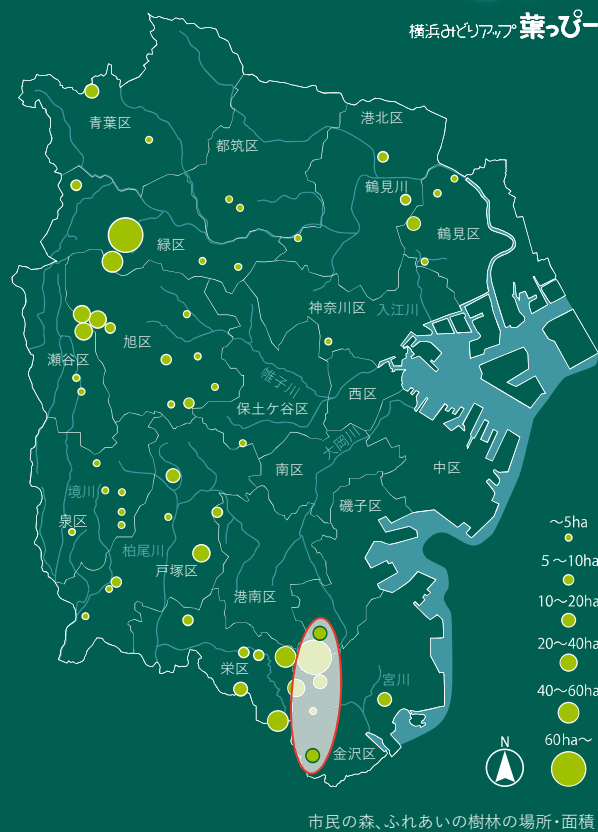 横浜みどりアップ 葉っぴー
青葉区
都筑区
港北区
鶴見川
鶴見区
緑区
神奈川区
入江川
旭区
瀬谷区
帷子川
西区
保土ケ谷区
大岡川
南区
中区
境川
磯子区
泉区
柏尾川
戸塚区
港南区
栄区
宮川
金沢区
～5ha
5～10ha
10～20ha
20～40ha
40～60ha
60ha～
N
市民の森、ふれあいの樹林の場所・面積